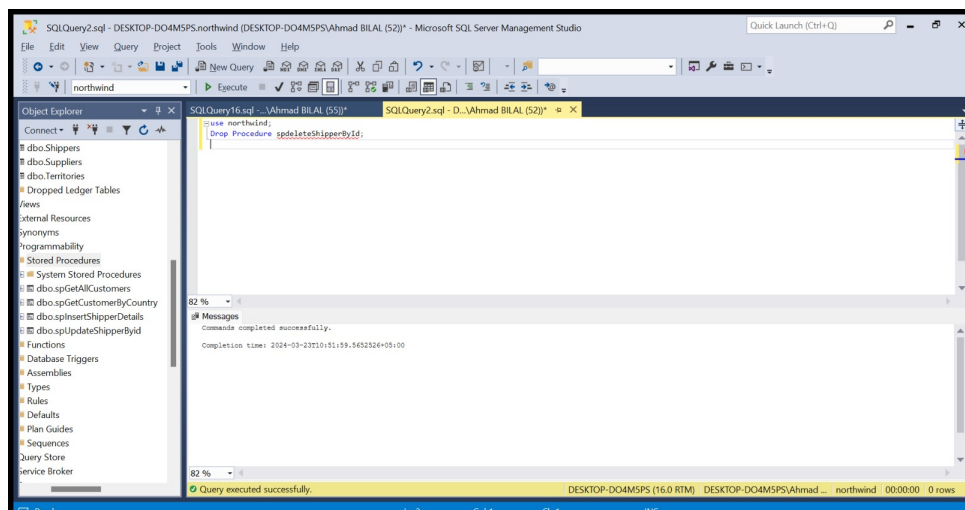 SQLQuery2.sql - DESKTOP-DO4M5PS.northwind (DESKTOP-DO4M5PS\Ahmad BILAL (52))* - Microsoft SQL Server Management Studio
Quick Launch (Ctrl+Q)
File Edit View Query Project Tools Window Help
New Query
northwind
Execute
Object Explorer
SQLQuery16.sql -...\Ahmad BILAL (55))*
SQLQuery2.sql - D...\Ahmad BILAL (52))*
Connect
dbo.Shippers
dbo.Suppliers
dbo.Territories
Dropped Ledger Tables
Views
External Resources
Synonyms
Programmability
Stored Procedures
System Stored Procedures
dbo.spGetAllCustomers
dbo.spGetCustomerByCountry
dbo.spInsertShipperDetails
dbo.spUpdateShipperByid
Functions
Database Triggers
Assemblies
Types
Rules
Defaults
Plan Guides
Sequences
Query Store
Service Broker
use northwind;
Drop Procedure spdeleteShipperById;
82 %
Messages
Commands completed successfully.
Completion time: 2024-03-23T10:51:59.5652526+05:00
82 %
Query executed successfully.
DESKTOP-DO4M5PS (16.0 RTM) DESKTOP-DO4M5PS\Ahmad ... northwind 00:00:00 0 rows